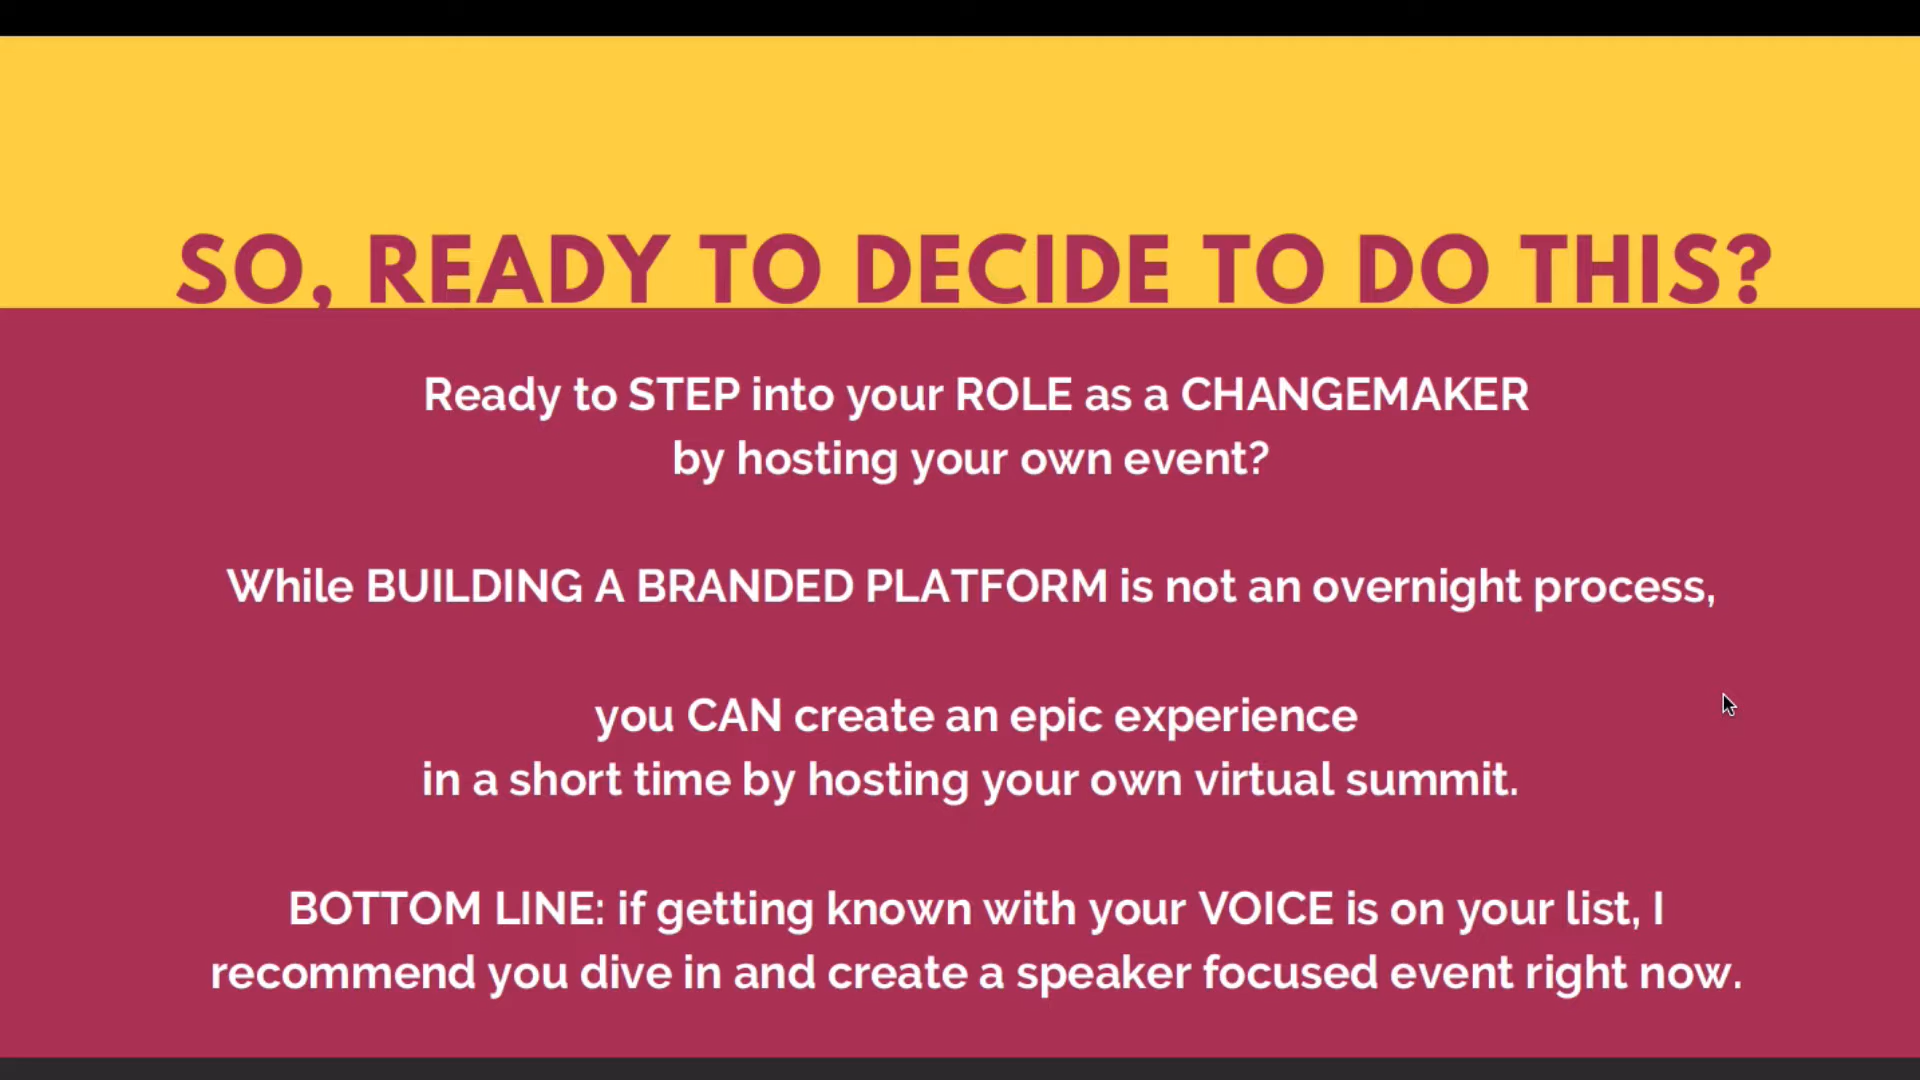 SO, READY TO DECIDE TO DO THIS?
Ready to STEP into your ROLE as a CHANGEMAKER
by hosting your own event?
While BUILDING A BRANDED PLATFORM is not an overnight process,
you CAN create an epic experience
in a short time by hosting your own virtual summit.
BOTTOM LINE: if getting known with your VOICE is on your list, I
recommend you dive in and create a speaker focused event right now.